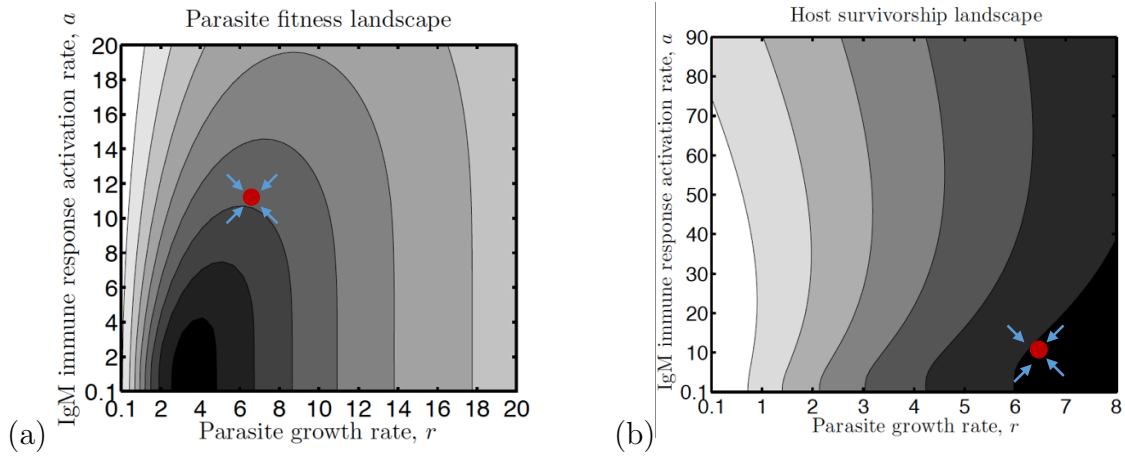 Parasite fitness landscape
IgM immune response activation rate, a
20
18
16
14
12
10
8
6
4
2
0.1
0.1 2 4 6 8 10 12 14 16 18 20
Parasite growth rate, r
(a)
Host survivorship landscape
IgM immune response activation rate, a
90
80
70
60
50
40
30
20
10
0.1
0.1 1 2 3 4 5 6 7 8
Parasite growth rate, r
(b)